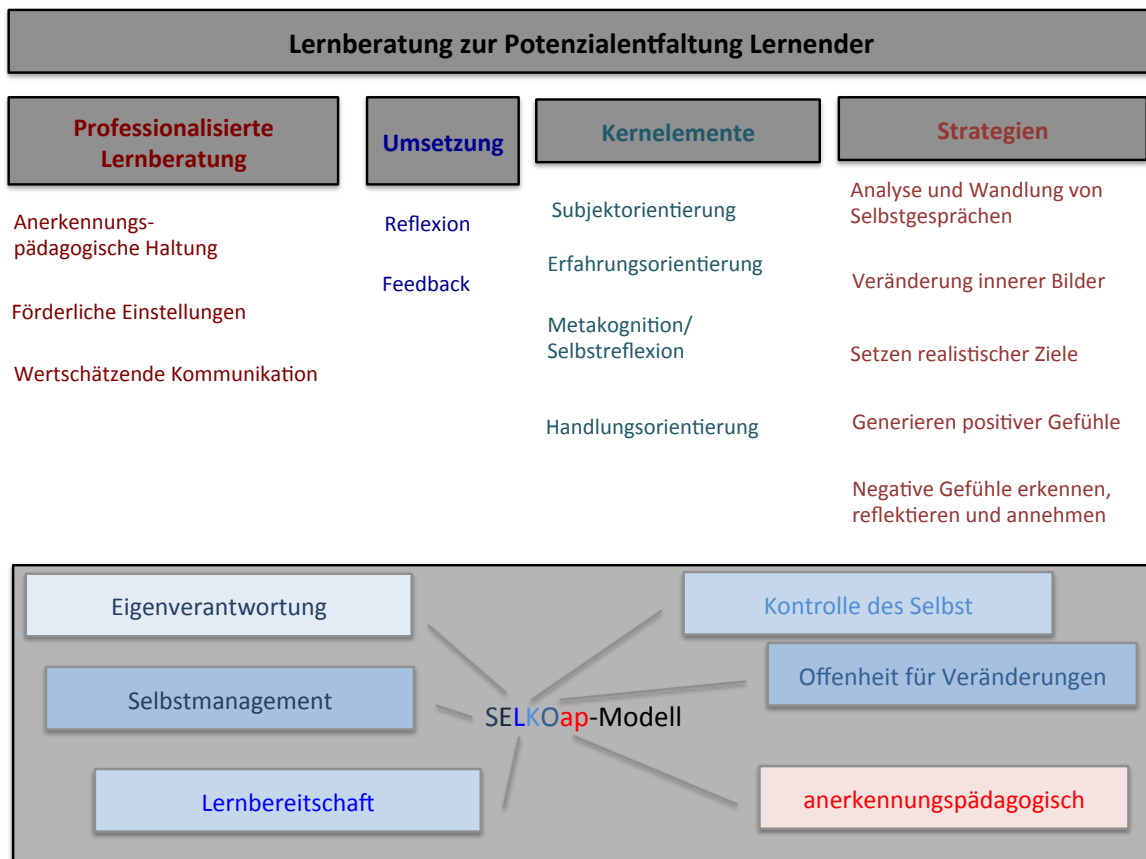 Lernberatung zur Potenzialentfaltung Lernender
Professionalisierte
Lernberatung
Anerkennungs-
pädagogische Haltung
Förderliche Einstellungen
Wertschätzende Kommunikation
Umsetzung
Reflexion
Feedback
Kernelemente
Subjektorientierung
Erfahrungsorientierung
Metakognition/
Selbstreflexion
Handlungsorientierung
Strategien
Analyse und Wandlung von
Selbstgesprächen
Veränderung innerer Bilder
Setzen realistischer Ziele
Generieren positiver Gefühle
Negative Gefühle erkennen,
reflektieren und annehmen
Eigenverantwortung
Kontrolle des Selbst
Selbstmanagement
Offenheit für Veränderungen
SELKOap-Modell
Lernbereitschaft
anerkennungspädagogisch